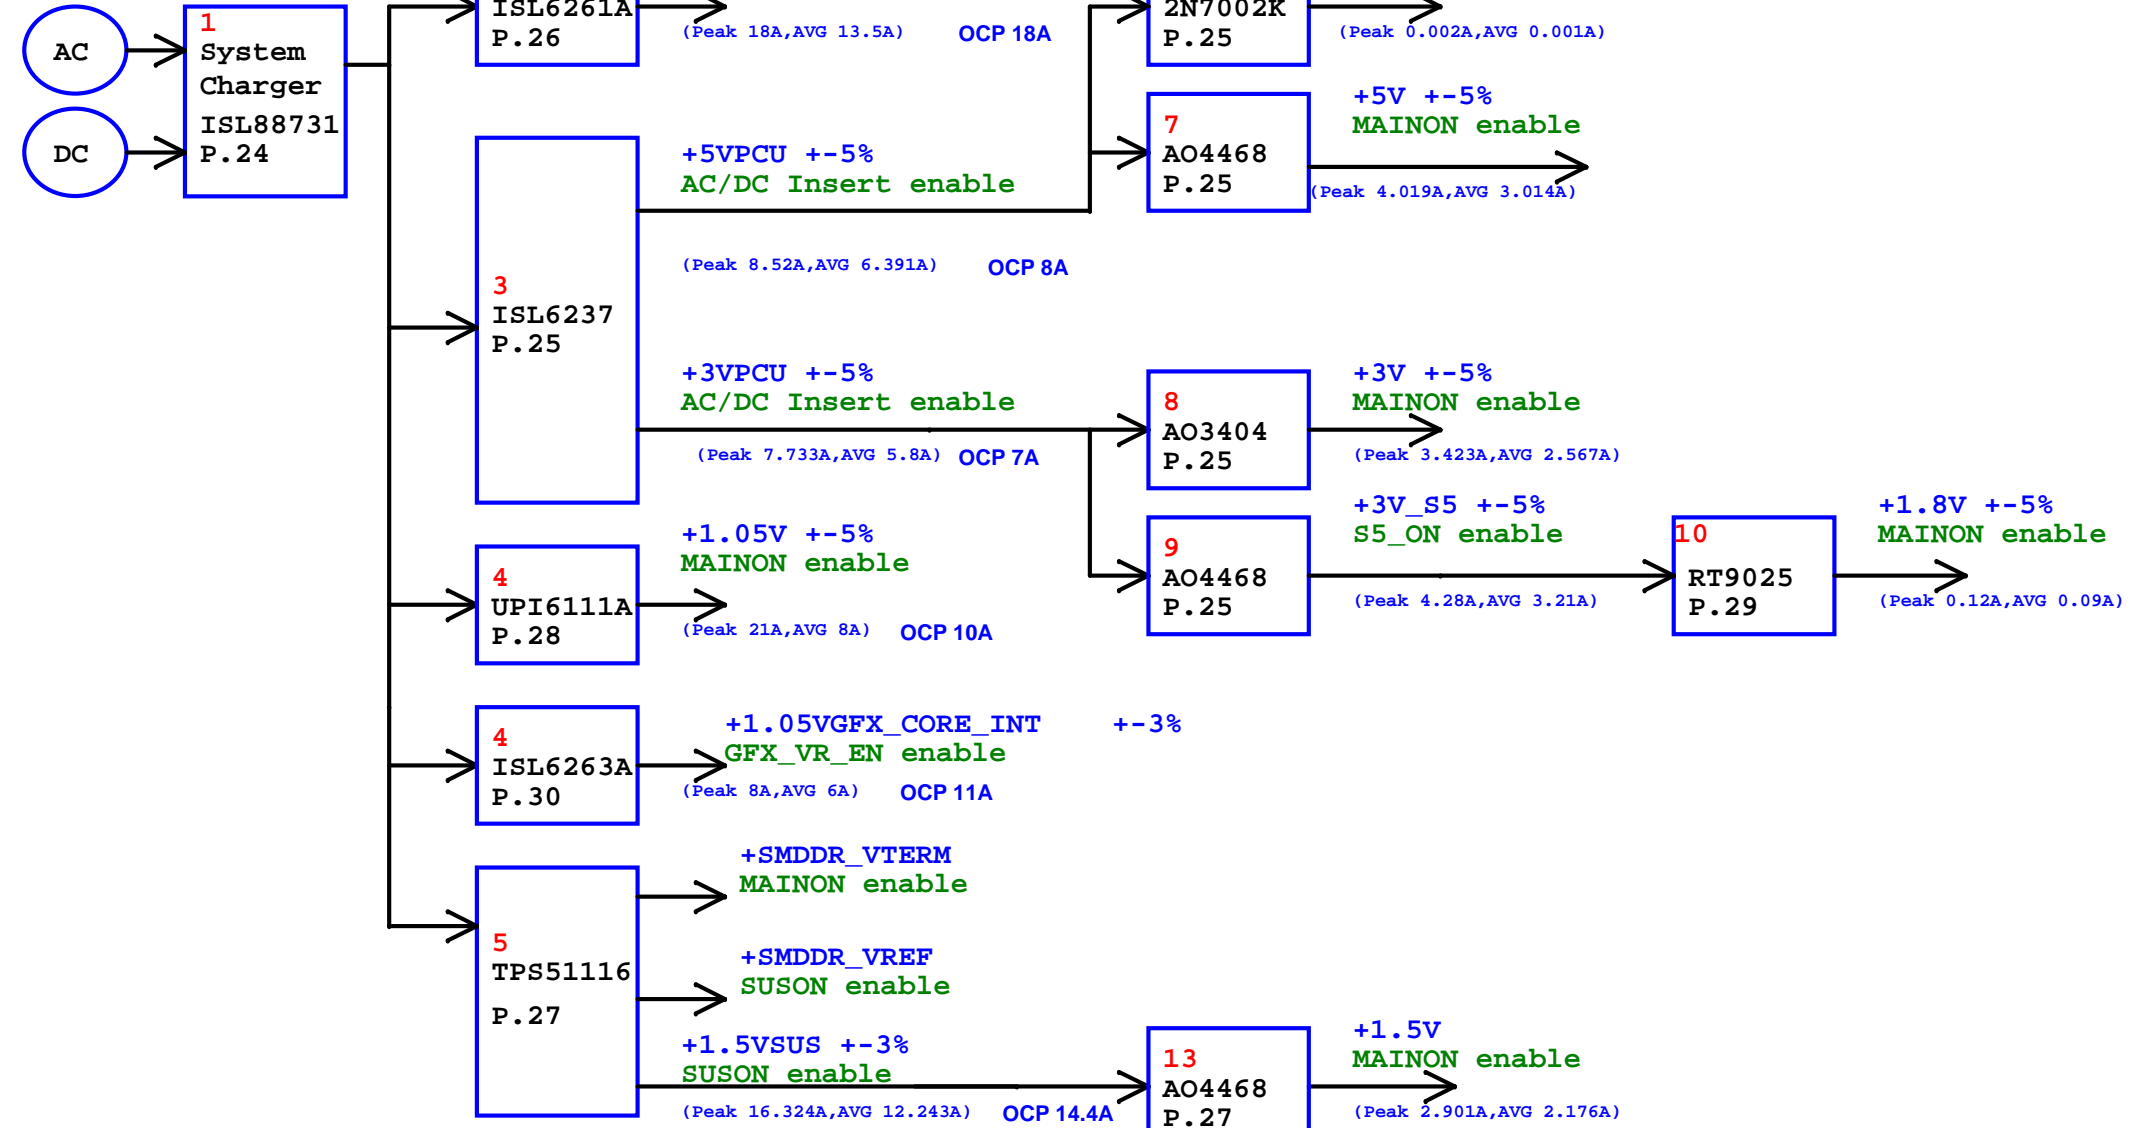 AC
DC
1
System
Charger
ISL88731
P.24
ISL6261A
P.26
(Peak 18A,AVG 13.5A) OCP 18A
2N7002K
P.25
(Peak 0.002A,AVG 0.001A)
7
AO4468
P.25
+5V +-5%
MAINON enable
(Peak 4.019A,AVG 3.014A)
3
ISL6237
P.25
+5VPCU +-5%
AC/DC Insert enable
(Peak 8.52A,AVG 6.391A) OCP 8A
+3VPCU +-5%
AC/DC Insert enable
(Peak 7.733A,AVG 5.8A) OCP 7A
8
AO3404
P.25
+3V +-5%
MAINON enable
(Peak 3.423A,AVG 2.567A)
9
AO4468
P.25
+3V_S5 +-5%
S5_ON enable
(Peak 4.28A,AVG 3.21A)
10
RT9025
P.29
+1.8V +-5%
MAINON enable
(Peak 0.12A,AVG 0.09A)
4
UPI6111A
P.28
+1.05V +-5%
MAINON enable
(Peak 21A,AVG 8A) OCP 10A
4
ISL6263A
P.30
+1.05VGFX_CORE_INT +-3%
GFX_VR_EN enable
(Peak 8A,AVG 6A) OCP 11A
5
TPS51116
P.27
+SMDDR_VTERM
MAINON enable
+SMDDR_VREF
SUSON enable
+1.5VSUS +-3%
SUSON enable
(Peak 16.324A,AVG 12.243A) OCP 14.4A
13
AO4468
P.27
+1.5V
MAINON enable
(Peak 2.901A,AVG 2.176A)